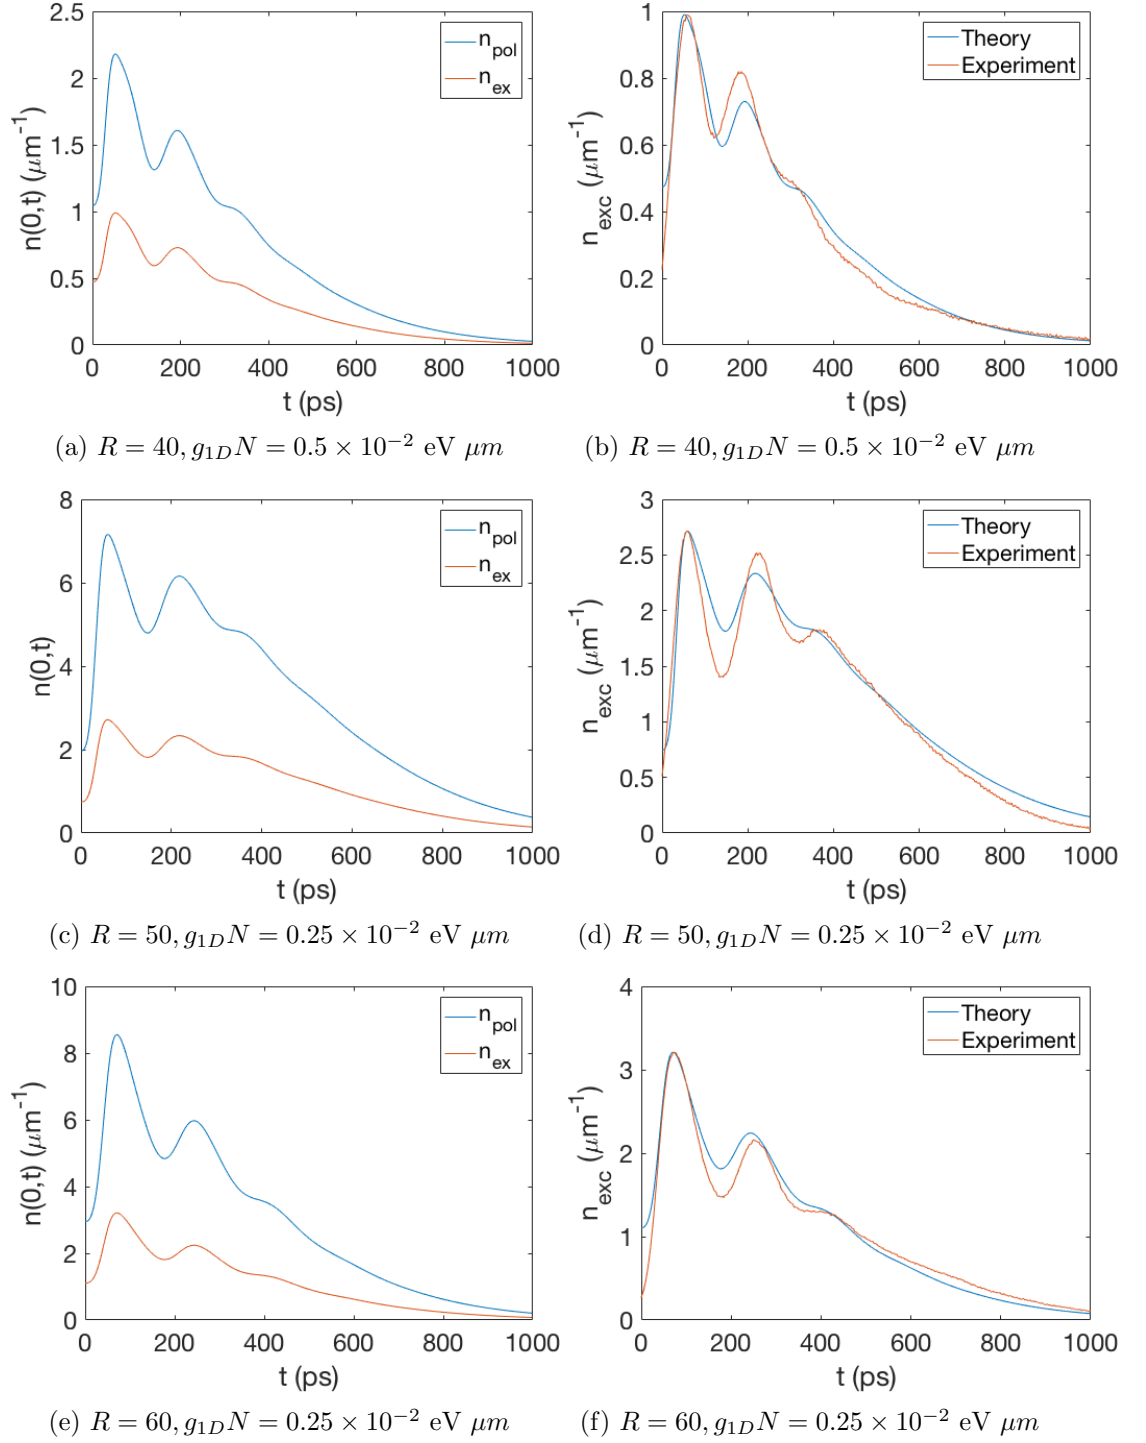 2.5
2
1.5
1
0.5
0
n(0,t) (μm⁻¹)
n_pol
n_ex
0 200 400 600 800 1000
t (ps)
1
0.8
0.6
0.4
0.2
0
n_exc (μm⁻¹)
Theory
Experiment
0 200 400 600 800 1000
t (ps)
(a) R = 40, g_{1D}N = 0.5 × 10⁻² eV μm
(b) R = 40, g_{1D}N = 0.5 × 10⁻² eV μm
8
6
4
2
0
n(0,t)
n_pol
n_ex
0 200 400 600 800 1000
t (ps)
3
2.5
2
1.5
1
0.5
0
n_exc (μm⁻¹)
Theory
Experiment
0 200 400 600 800 1000
t (ps)
(c) R = 50, g_{1D}N = 0.25 × 10⁻² eV μm
(d) R = 50, g_{1D}N = 0.25 × 10⁻² eV μm
10
8
6
4
2
0
n(0,t) (μm⁻¹)
n_pol
n_ex
0 200 400 600 800 1000
t (ps)
4
3
2
1
0
n_exc (μm⁻¹)
Theory
Experiment
0 200 400 600 800 1000
t (ps)
(e) R = 60, g_{1D}N = 0.25 × 10⁻² eV μm
(f) R = 60, g_{1D}N = 0.25 × 10⁻² eV μm